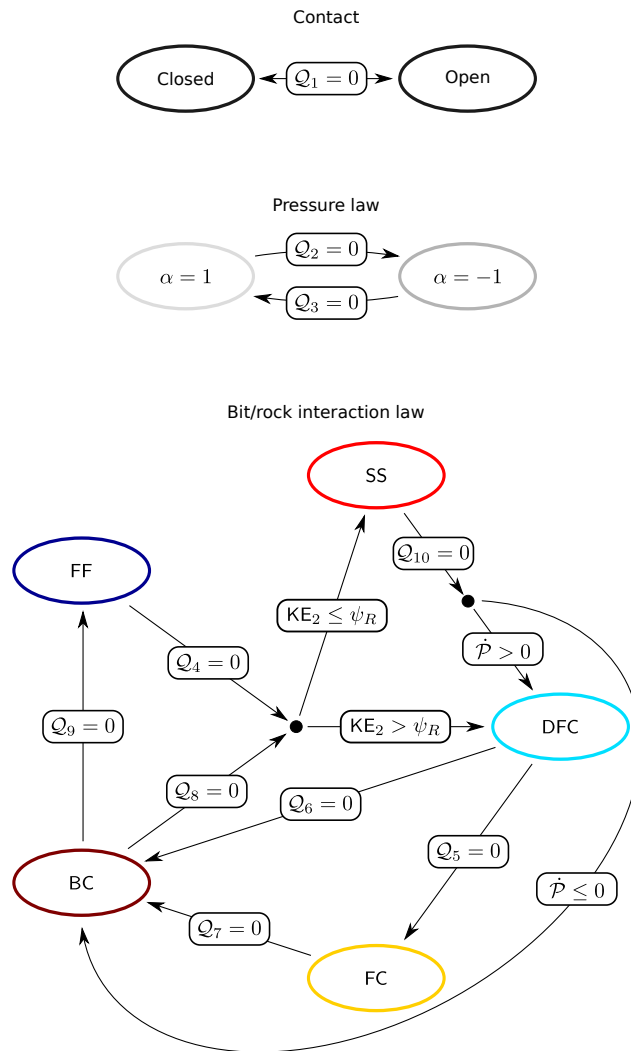 Contact
Closed
𝒬₁ = 0
Open
Pressure law
α = 1
𝒬₂ = 0
𝒬₃ = 0
α = −1
Bit/rock interaction law
SS
FF
𝒬₁₀ = 0
KE₂ ≤ ψ_R
𝒬₄ = 0
Ṗ > 0
𝒬₉ = 0
KE₂ > ψ_R
DFC
𝒬₈ = 0
𝒬₆ = 0
𝒬₅ = 0
BC
Ṗ ≤ 0
𝒬₇ = 0
FC